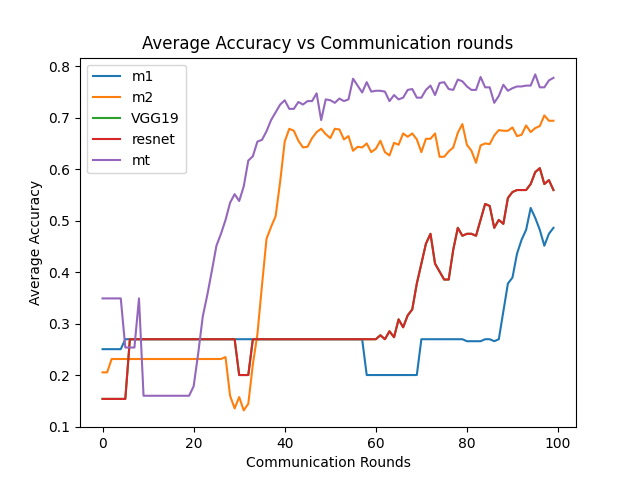 Average Accuracy vs Communication rounds
m1
m2
VGG19
resnet
mt
0.8
0.7
0.6
0.5
0.4
0.3
0.2
0.1
Average Accuracy
0 20 40 60 80 100
Communication Rounds